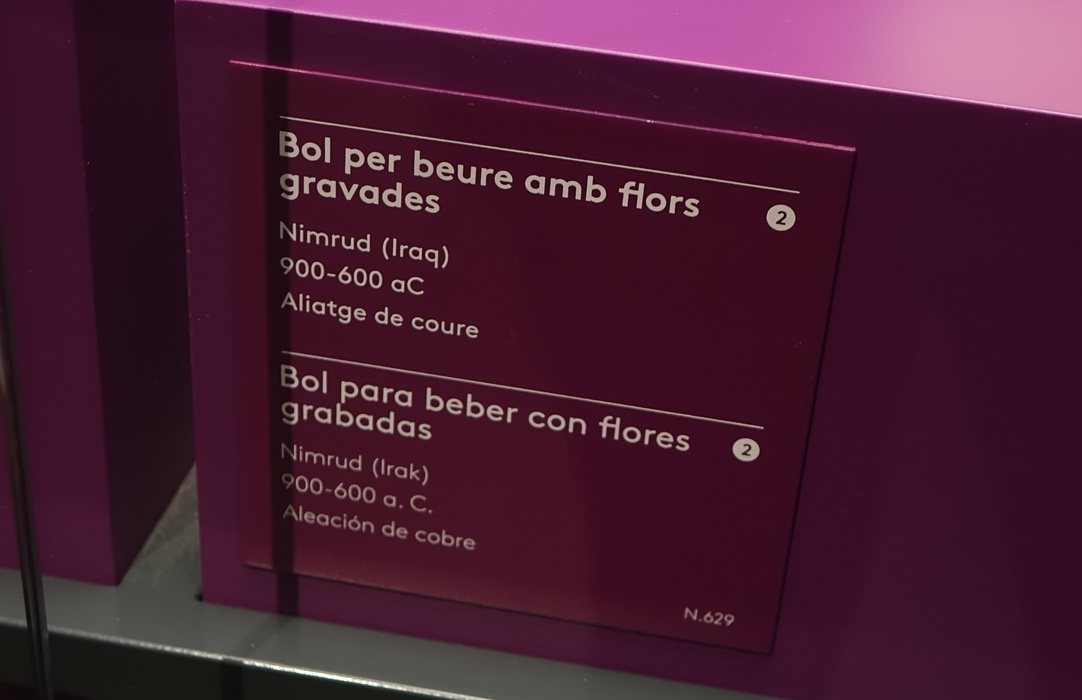 Bol per beure amb flors
gravades
2
Nimrud (Iraq)
900-600 aC
Aliatge de coure
Bol para beber con flores
grabadas
2
Nimrud (Irak)
900-600 a. C.
Aleación de cobre
N.629